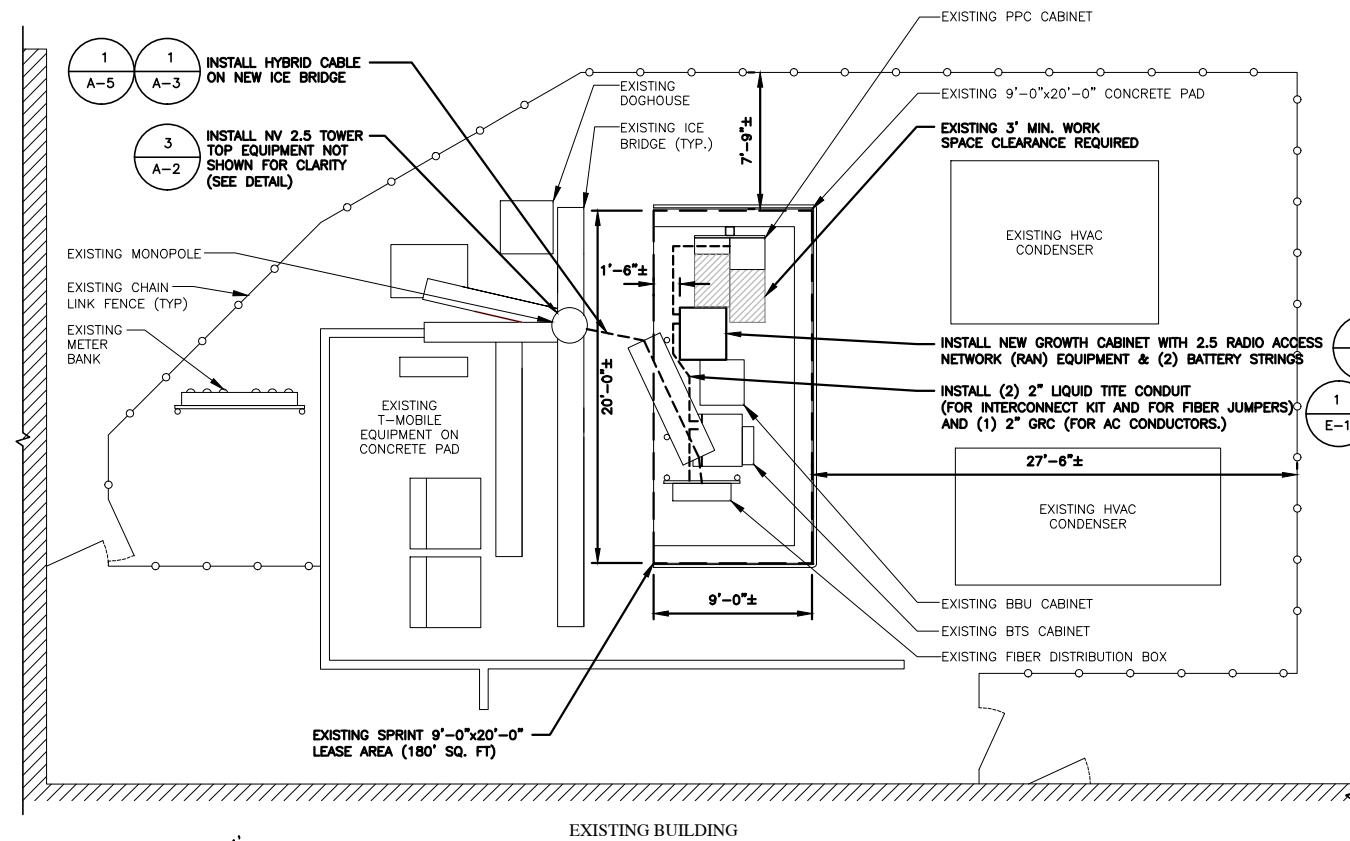 EXISTING PPC CABINET
1
A-5
1
A-3
INSTALL HYBRID CABLE
ON NEW ICE BRIDGE
EXISTING
DOGHOUSE
EXISTING 9'-0"x20'-0" CONCRETE PAD
7'-9"±
3
A-2
INSTALL NV 2.5 TOWER
TOP EQUIPMENT NOT
SHOWN FOR CLARITY
(SEE DETAIL)
EXISTING ICE
BRIDGE (TYP.)
EXISTING 3' MIN. WORK
SPACE CLEARANCE REQUIRED
EXISTING MONOPOLE
EXISTING HVAC
CONDENSER
1'-6"±
EXISTING CHAIN
LINK FENCE (TYP)
EXISTING
METER
BANK
INSTALL NEW GROWTH CABINET WITH 2.5 RADIO ACCESS
NETWORK (RAN) EQUIPMENT & (2) BATTERY STRINGS
20'-0"±
INSTALL (2) 2" LIQUID TITE CONDUIT
(FOR INTERCONNECT KIT AND FOR FIBER JUMPERS)
AND (1) 2" GRC (FOR AC CONDUCTORS.)
1
E-1
EXISTING
T-MOBILE
EQUIPMENT ON
CONCRETE PAD
27'-6"±
EXISTING HVAC
CONDENSER
9'-0"±
EXISTING BBU CABINET
EXISTING BTS CABINET
EXISTING FIBER DISTRIBUTION BOX
EXISTING SPRINT 9'-0"x20'-0"
LEASE AREA (180' SQ. FT)
EXISTING BUILDING